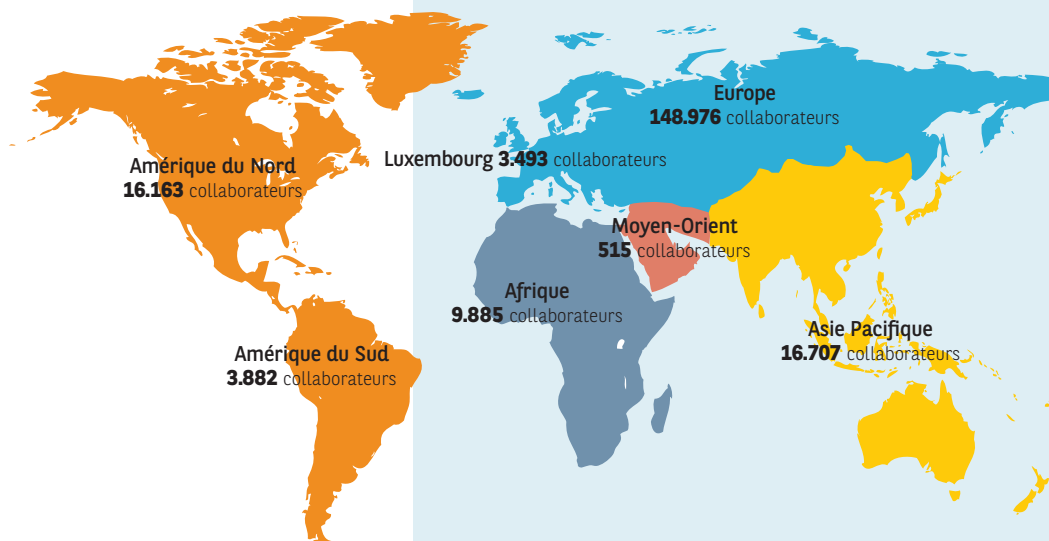 Europe
148.976 collaborateurs
Luxembourg 3.493 collaborateurs
Amérique du Nord
16.163 collaborateurs
Moyen-Orient
515 collaborateurs
Afrique
9.885 collaborateurs
Asie Pacifique
16.707 collaborateurs
Amérique du Sud
3.882 collaborateurs